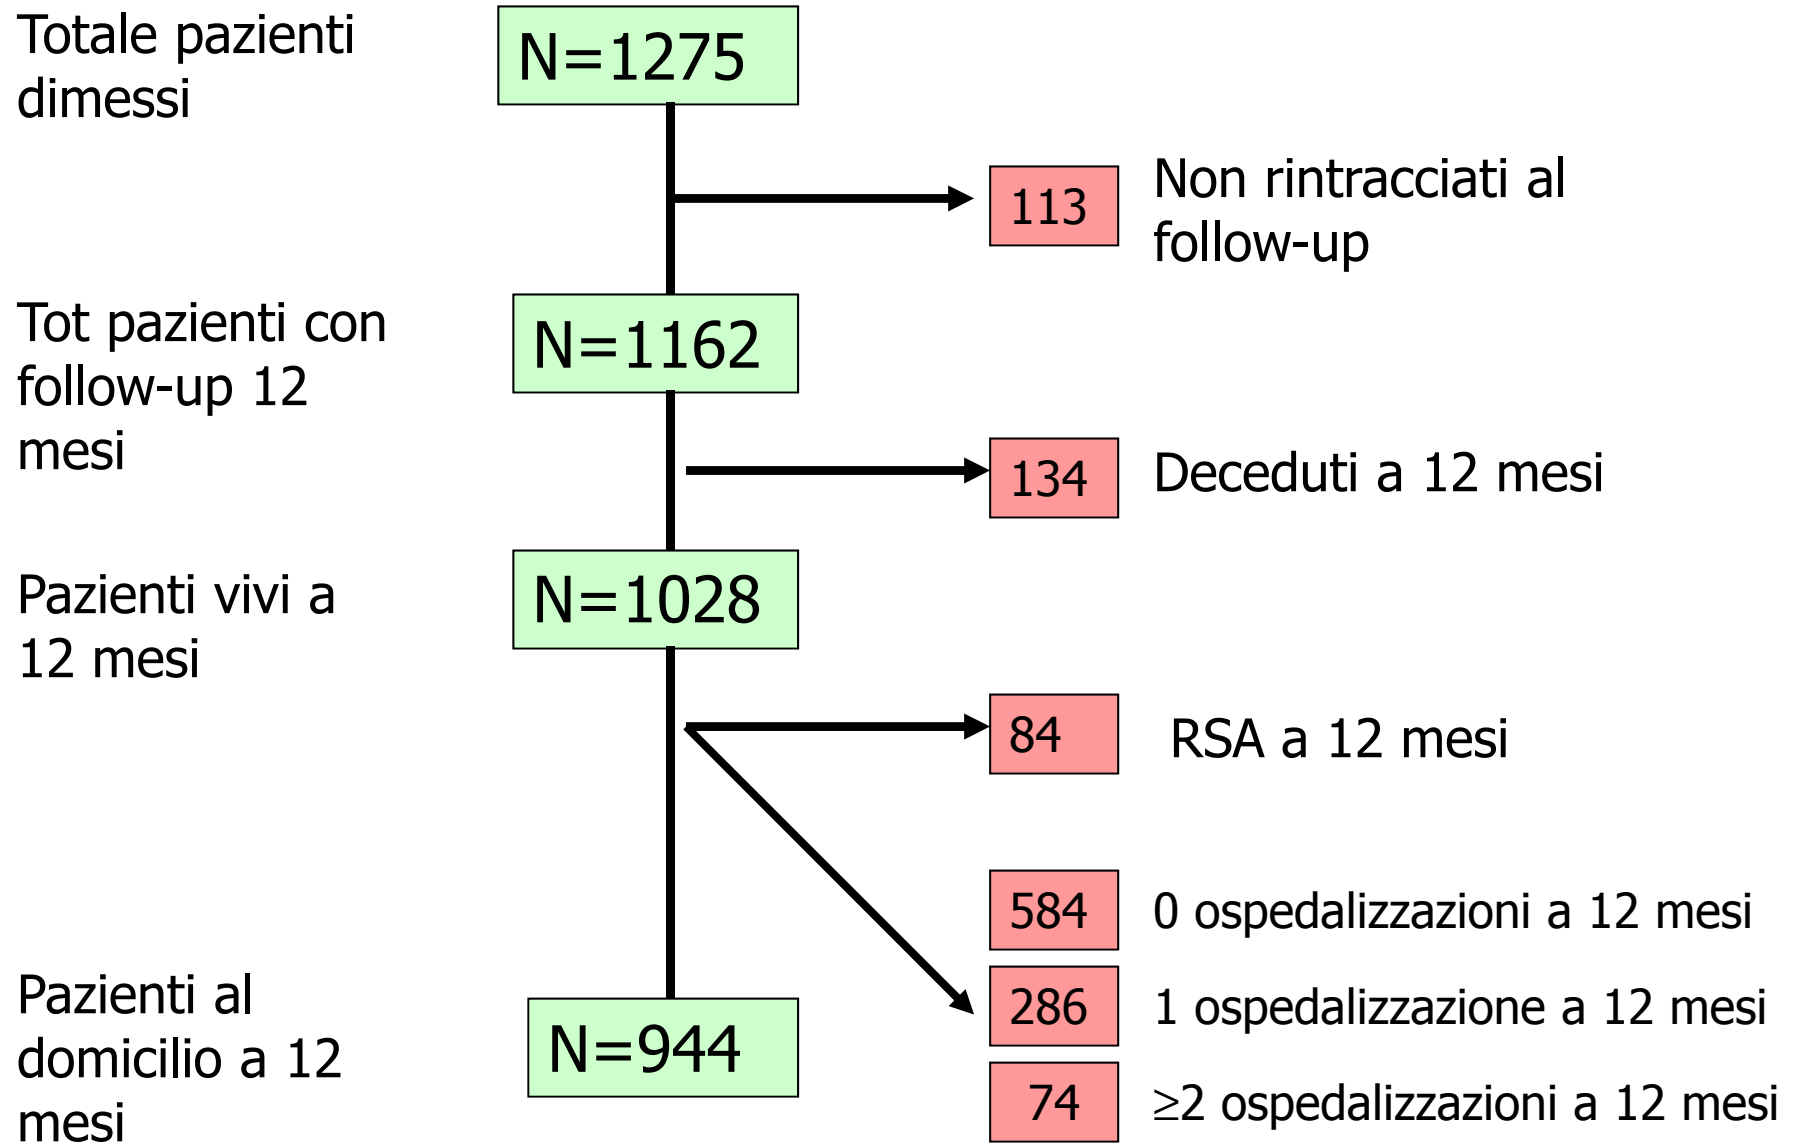 Totale pazienti
dimessi
N=1275
113
Non rintracciati al
follow-up
Tot pazienti con
follow-up 12
mesi
N=1162
134
Deceduti a 12 mesi
Pazienti vivi a
12 mesi
N=1028
84
RSA a 12 mesi
584
0 ospedalizzazioni a 12 mesi
286
1 ospedalizzazione a 12 mesi
Pazienti al
domicilio a 12
mesi
N=944
74
≥2 ospedalizzazioni a 12 mesi